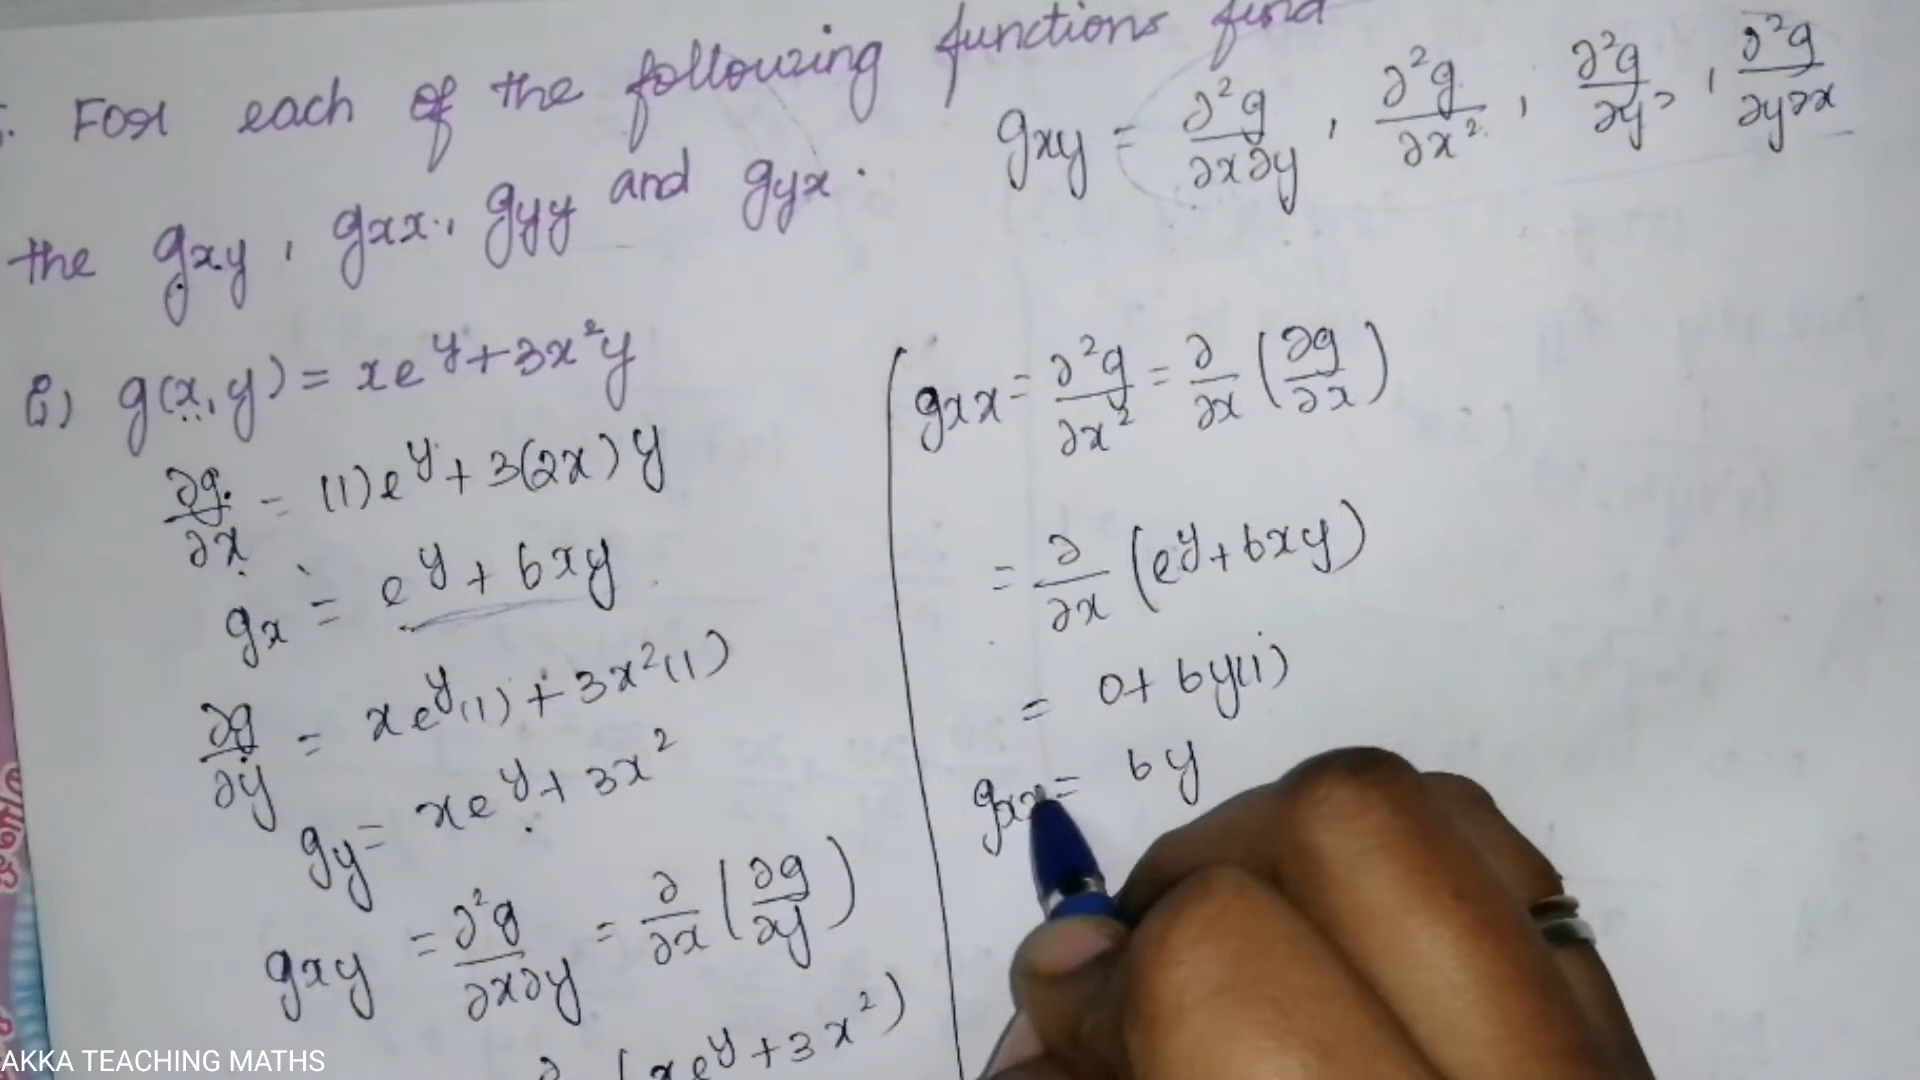 For each of the following functions find
the gxy, gxx, gyy and gyx.
gxy = ∂²g/∂x∂y, ∂²g/∂x², ∂²g/∂y², ∂²g/∂y∂x
g(x,y) = xe^y + 3x²y
∂g/∂x = (1)e^y + 3(2x)y
gx = e^y + 6xy
∂g/∂y = xe^y(1) + 3x²(1)
gy = xe^y + 3x²
gxy = ∂²g/∂x∂y = ∂/∂x (∂g/∂y)
(xe^y + 3x²)
gxx = ∂²g/∂x² = ∂/∂x (∂g/∂x)
= ∂/∂x (e^y + 6xy)
= 0 + 6y(1)
gxx = 6y
AKKA TEACHING MATHS